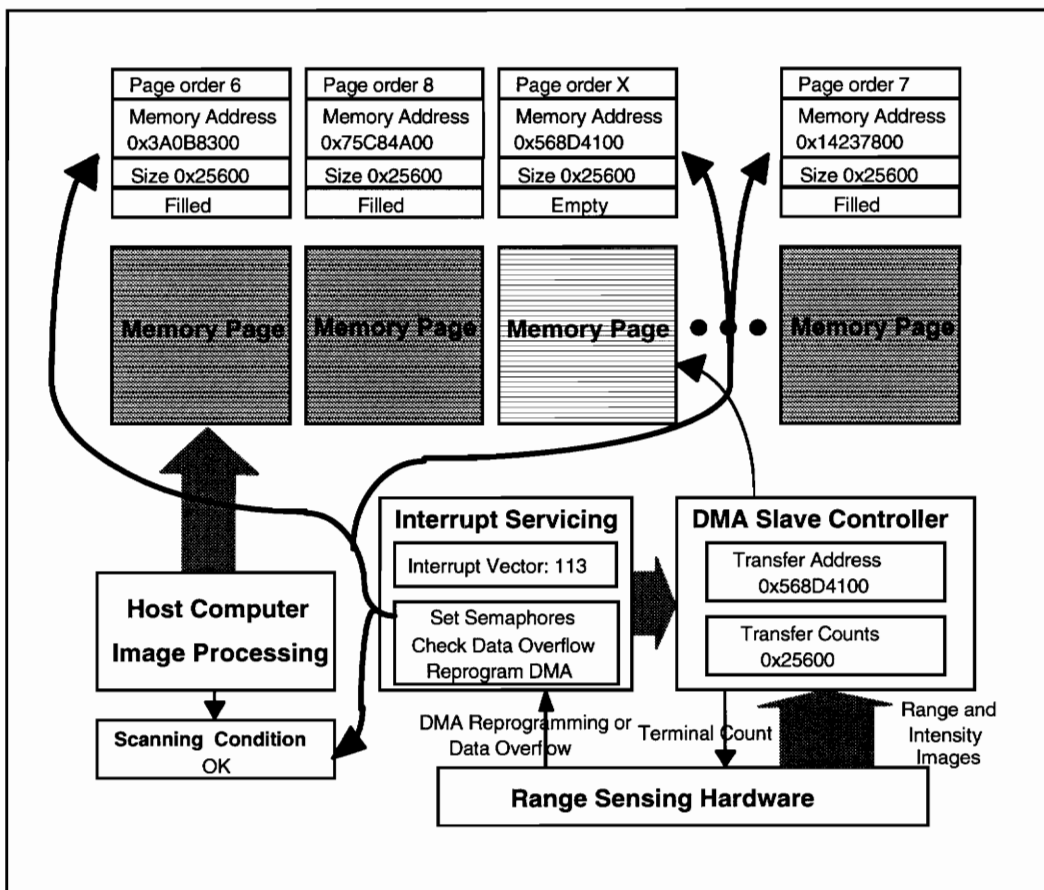 Page order 6
Memory Address
0x3A0B8300
Size 0x25600
Filled
Page order 8
Memory Address
0x75C84A00
Size 0x25600
Filled
Page order X
Memory Address
0x568D4100
Size 0x25600
Empty
Page order 7
Memory Address
0x14237800
Size 0x25600
Filled
Memory Page
Memory Page
Memory Page
Memory Page
Interrupt Servicing
Interrupt Vector: 113
Set Semaphores
Check Data Overflow
Reprogram DMA
DMA Slave Controller
Transfer Address
0x568D4100
Transfer Counts
0x25600
Host Computer
Image Processing
Scanning Condition
OK
DMA Reprogramming or
Data Overflow
Terminal Count
Range and
Intensity
Images
Range Sensing Hardware